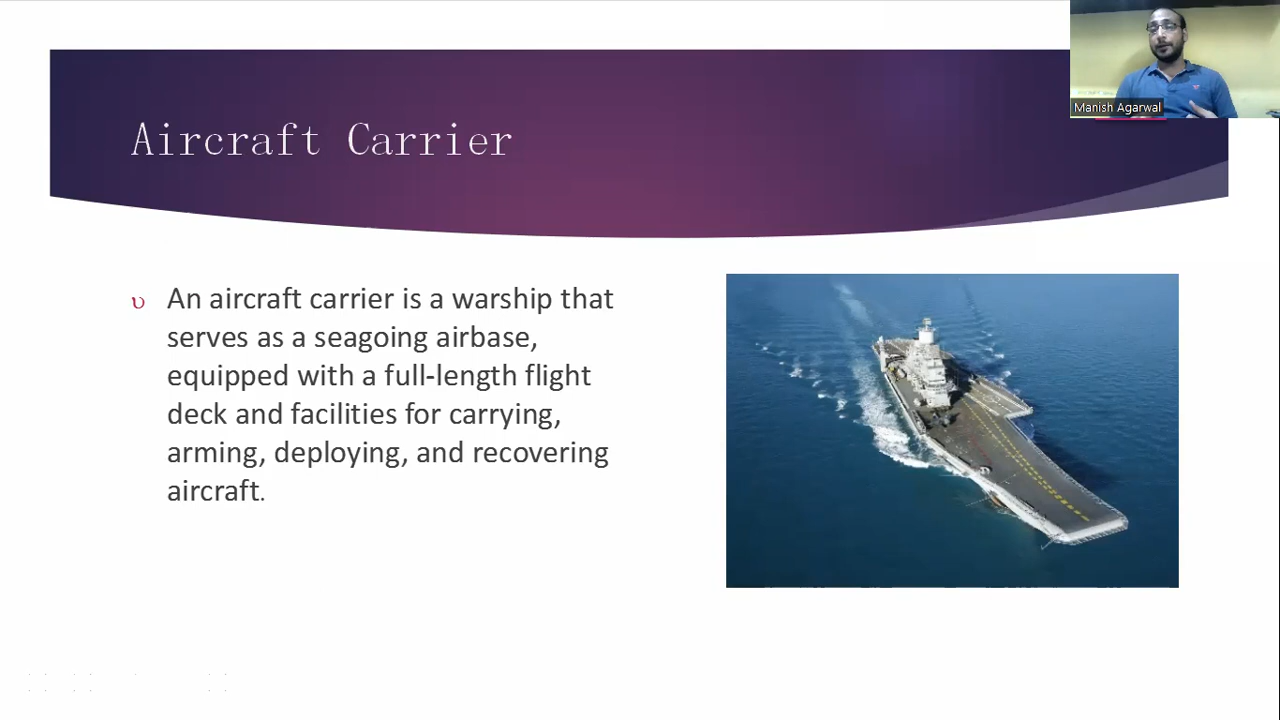 Manish Agarwal
Aircraft Carrier
υ An aircraft carrier is a warship that
serves as a seagoing airbase,
equipped with a full-length flight
deck and facilities for carrying,
arming, deploying, and recovering
aircraft.